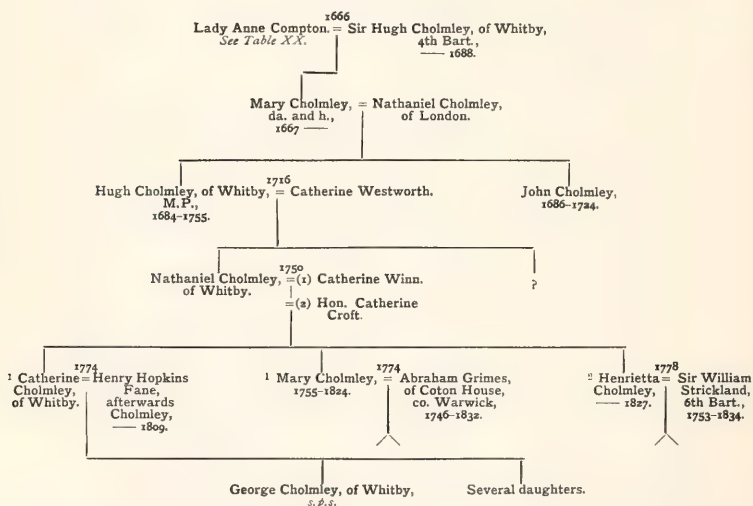 1666
Lady Anne Compton. = Sir Hugh Cholmley, of Whitby,
See Table XX. 4th Bart.,
— 1688.
Mary Cholmley, = Nathaniel Cholmley,
da. and h., of London.
1667 —
1716
Hugh Cholmley, of Whitby, = Catherine Westworth. John Cholmley,
M.P., 1686-1724.
1684-1755.
1750
Nathaniel Cholmley, =(1) Catherine Winn. ?
of Whitby.
=(2) Hon. Catherine
Croft.
1774 1774 1778
1 Catherine = Henry Hopkins 1 Mary Cholmley, = Abraham Grimes, 2 Henrietta = Sir William
Cholmley, Fane, 1755-1824. of Coton House, Cholmley, Strickland,
of Whitby. afterwards co. Warwick, — 1827. 6th Bart.,
Cholmley, 1746-1832. 1753-1834.
— 1809.
George Cholmley, of Whitby, Several daughters.
s.p.s.